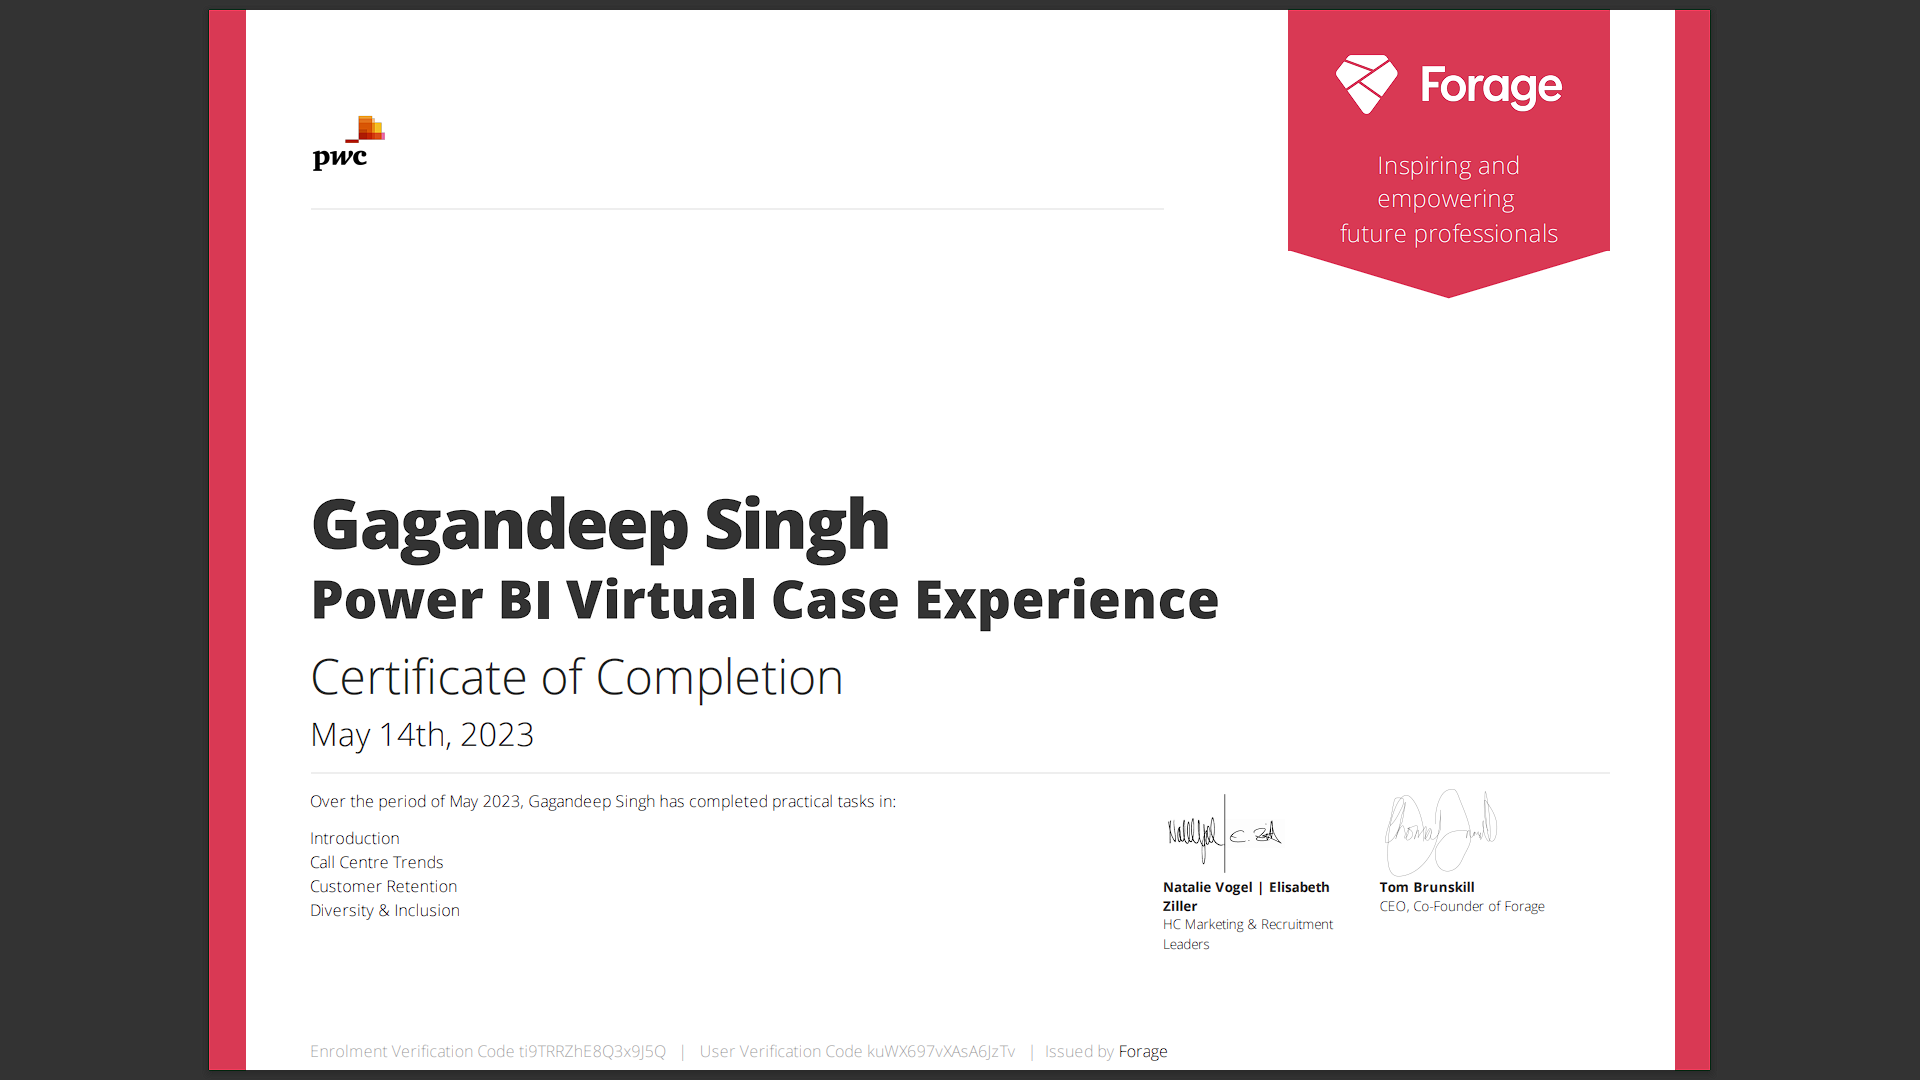 pwc
Forage
Inspiring and
empowering
future professionals
Gagandeep Singh
Power BI Virtual Case Experience
Certificate of Completion
May 14th, 2023
Over the period of May 2023, Gagandeep Singh has completed practical tasks in:
Introduction
Call Centre Trends
Customer Retention
Diversity & Inclusion
Natalie Vogel | Elisabeth
Ziller
HC Marketing & Recruitment
Leaders
Tom Brunskill
CEO, Co-Founder of Forage
Enrolment Verification Code ti9TRRZhE8Q3x9J5Q | User Verification Code kuWX697vXAsA6JzTv | Issued by Forage